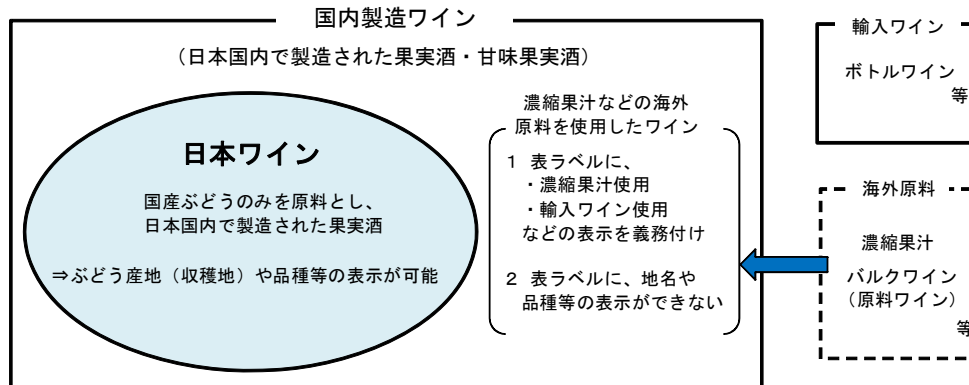 国内製造ワイン
(日本国内で製造された果実酒・甘味果実酒)
日本ワイン
国産ぶどうのみを原料とし、
日本国内で製造された果実酒
⇒ぶどう産地(収穫地)や品種等の表示が可能
濃縮果汁などの海外
原料を使用したワイン
1 表ラベルに、
・濃縮果汁使用
・輸入ワイン使用
などの表示を義務付け
2 表ラベルに、地名や
品種等の表示ができない
輸入ワイン
ボトルワイン
等
海外原料
濃縮果汁
バルクワイン
(原料ワイン)
等